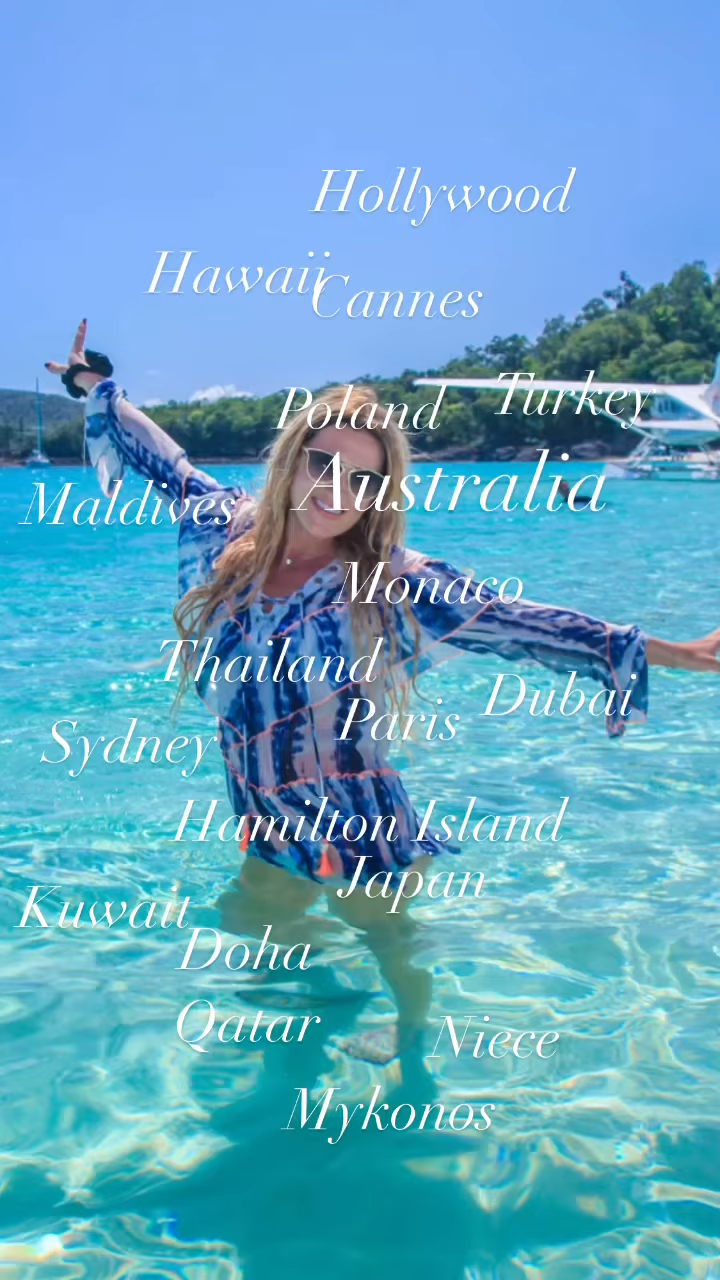 Hollywood
Hawaii
Cannes
Turkey
Poland
Australia
Maldives
Monaco
Thailand
Dubai
Paris
Sydney
Hamilton Island
Japan
Kuwait
Doha
Qatar
Niece
Mykonos